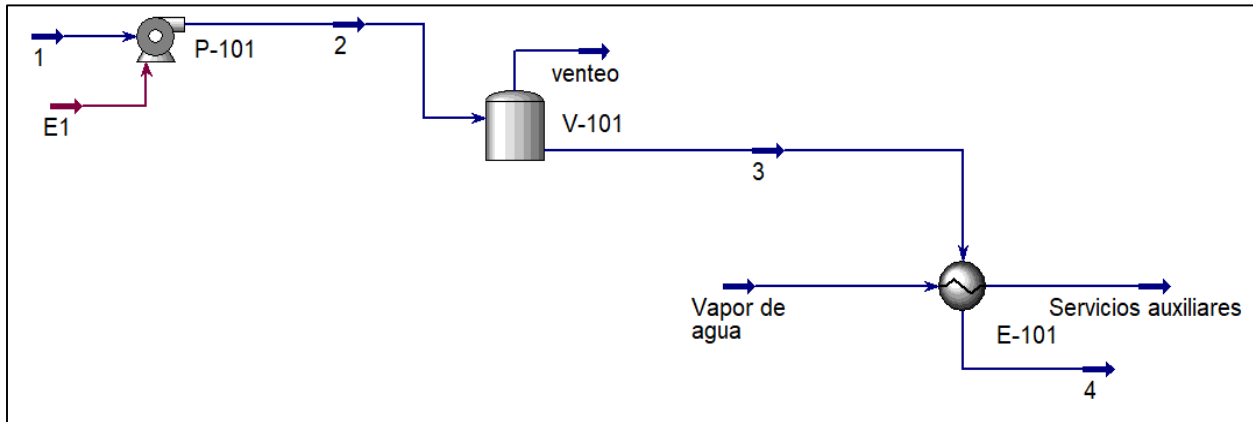 1
P-101
2
E1
venteo
V-101
3
Vapor de
agua
Servicios auxiliares
E-101
4